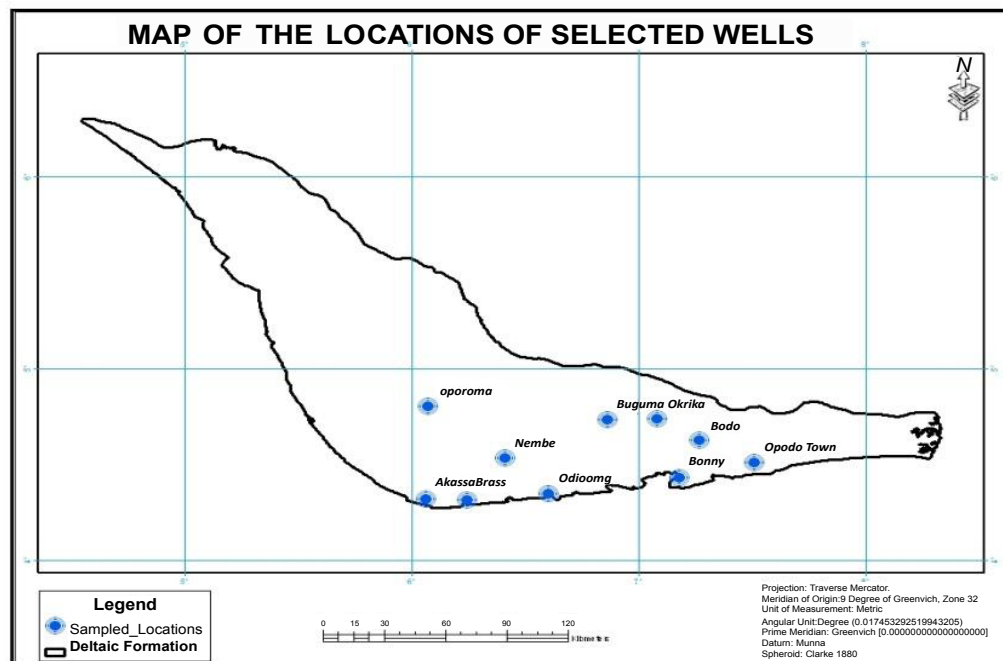 MAP OF THE LOCATIONS OF SELECTED WELLS
N
oporoma
Buguma Okrika
Bodo
Nembe
Opodo Town
Bonny
AkassaBrass
Odioomg
5°
6°
7°
Legend
Sampled_Locations
Deltaic Formation
0 15 30 60 90 120
Projection: Traverse Mercator.
Meridian of Origin:9 Degree of Greenvich, Zone 32
Unit of Measurement: Metric
Angular Unit:Degree (0.017453292519943205)
Prime Meridian: Greenvich [0.000000000000000000]
Datum: Munna
Spheroid: Clarke 1880